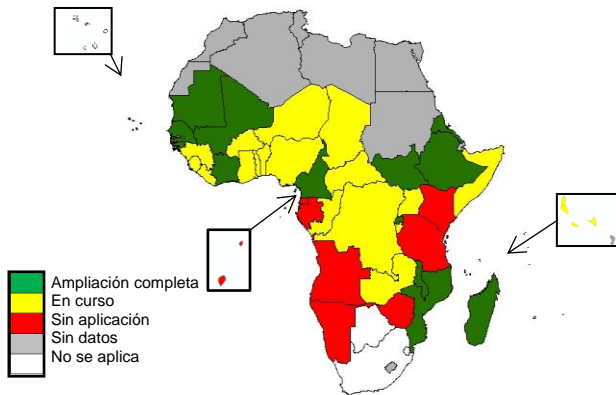 Ampliación completa
En curso
Sin aplicación
Sin datos
No se aplica